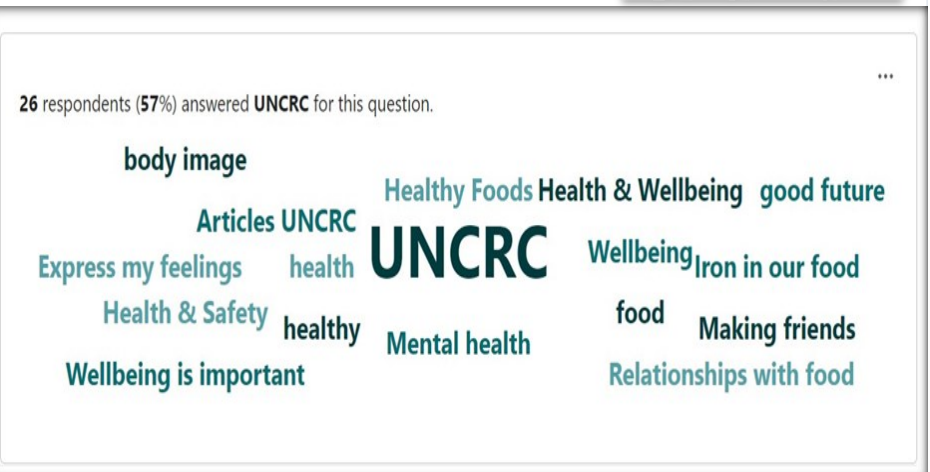 ...
26 respondents (57%) answered UNCRC for this question.
body image
Healthy Foods Health & Wellbeing good future
Articles UNCRC
UNCRC
Wellbeing
Iron in our food
Express my feelings
health
Health & Safety
healthy
food
Making friends
Mental health
Wellbeing is important
Relationships with food